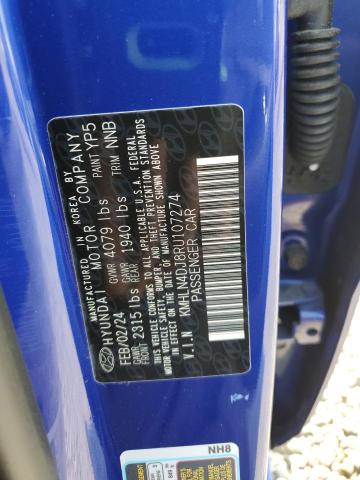 MANUFACTURED IN KOREA BY
HYUNDAI MOTOR COMPANY
FEB/02/24 GVWR 4079 lbs PAINT YP5
GAWR FRONT 2315 lbs GAWR REAR 1940 lbs TRIM NNB
THIS VEHICLE CONFORMS TO ALL APPLICABLE U.S.A. FEDERAL
MOTOR VEHICLE SAFETY, BUMPER, AND THEFT PREVENTION STANDARDS
IN EFFECT ON THE DATE OF MANUFACTURE SHOWN ABOVE.
V.I.N PASSENGER CAR
NH8